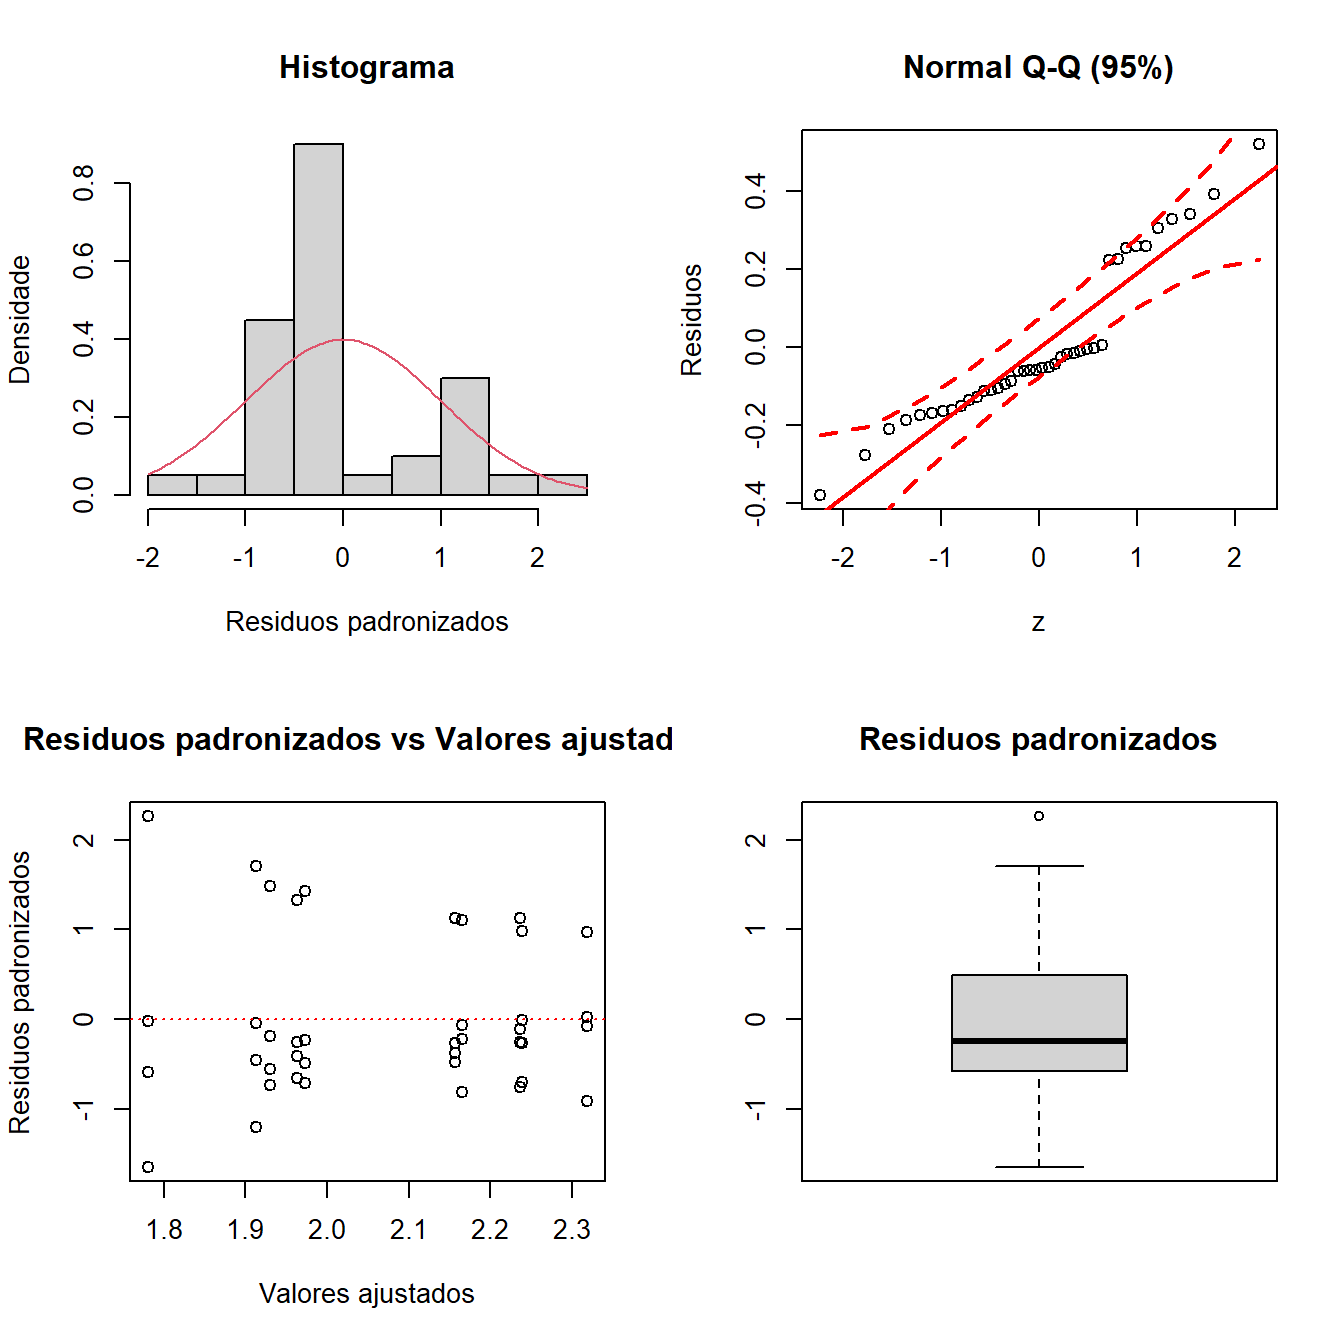 Histograma
Densidade
0.0 0.2 0.4 0.6 0.8
-2 -1 0 1 2
Residuos padronizados
Normal Q-Q (95%)
Residuos
-0.4 -0.2 0.0 0.2 0.4
-2 -1 0 1 2
z
Residuos padronizados vs Valores ajustad
Residuos padronizados
-1 0 1 2
1.8 1.9 2.0 2.1 2.2 2.3
Valores ajustados
Residuos padronizados
-1 0 1 2